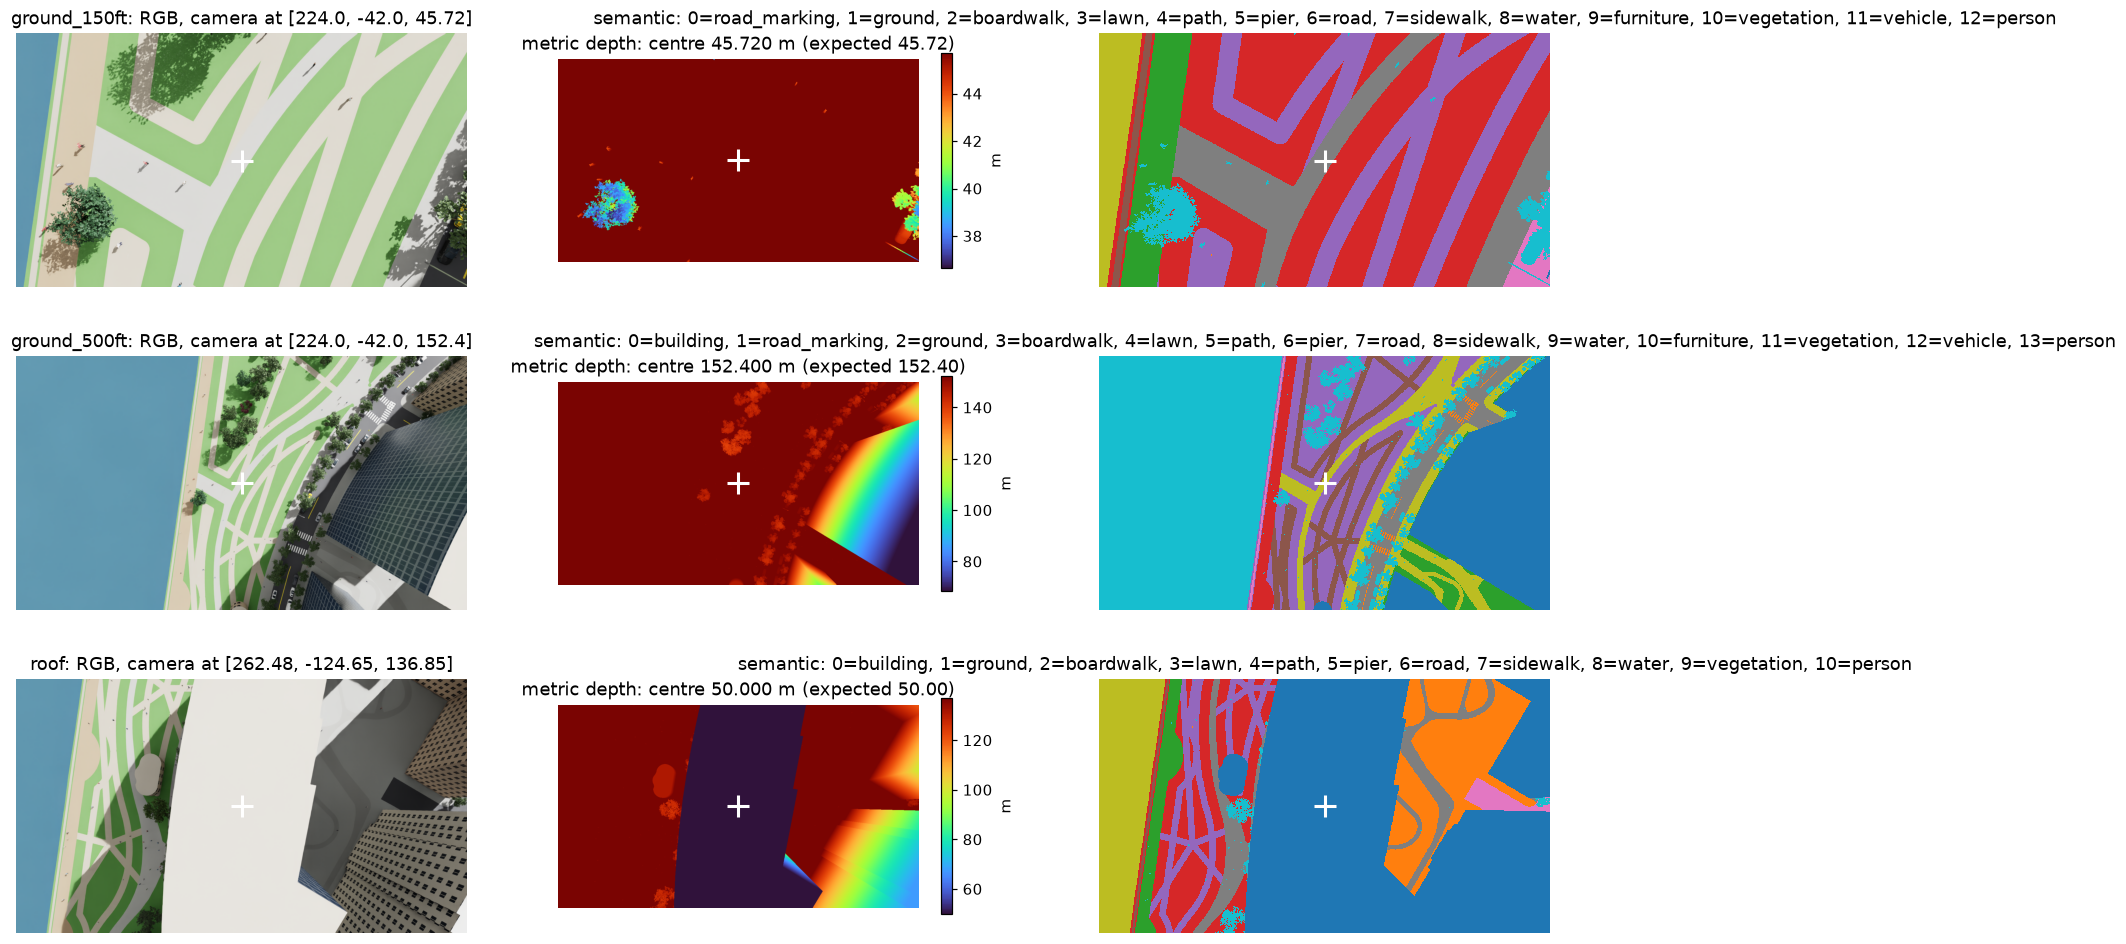 ground_150ft: RGB, camera at [224.0, -42.0, 45.72]
semantic: 0=road_marking, 1=ground, 2=boardwalk, 3=lawn, 4=path, 5=pier, 6=road, 7=sidewalk, 8=water, 9=furniture, 10=vegetation, 11=vehicle, 12=person
metric depth: centre 45.720 m (expected 45.72)
44
42
40
38
m
ground_500ft: RGB, camera at [224.0, -42.0, 152.4]
semantic: 0=building, 1=road_marking, 2=ground, 3=boardwalk, 4=lawn, 5=path, 6=pier, 7=road, 8=sidewalk, 9=water, 10=furniture, 11=vegetation, 12=vehicle, 13=person
metric depth: centre 152.400 m (expected 152.40)
140
120
100
80
m
roof: RGB, camera at [262.48, -124.65, 136.85]
semantic: 0=building, 1=ground, 2=boardwalk, 3=lawn, 4=path, 5=pier, 6=road, 7=sidewalk, 8=water, 9=vegetation, 10=person
metric depth: centre 50.000 m (expected 50.00)
120
100
80
60
m